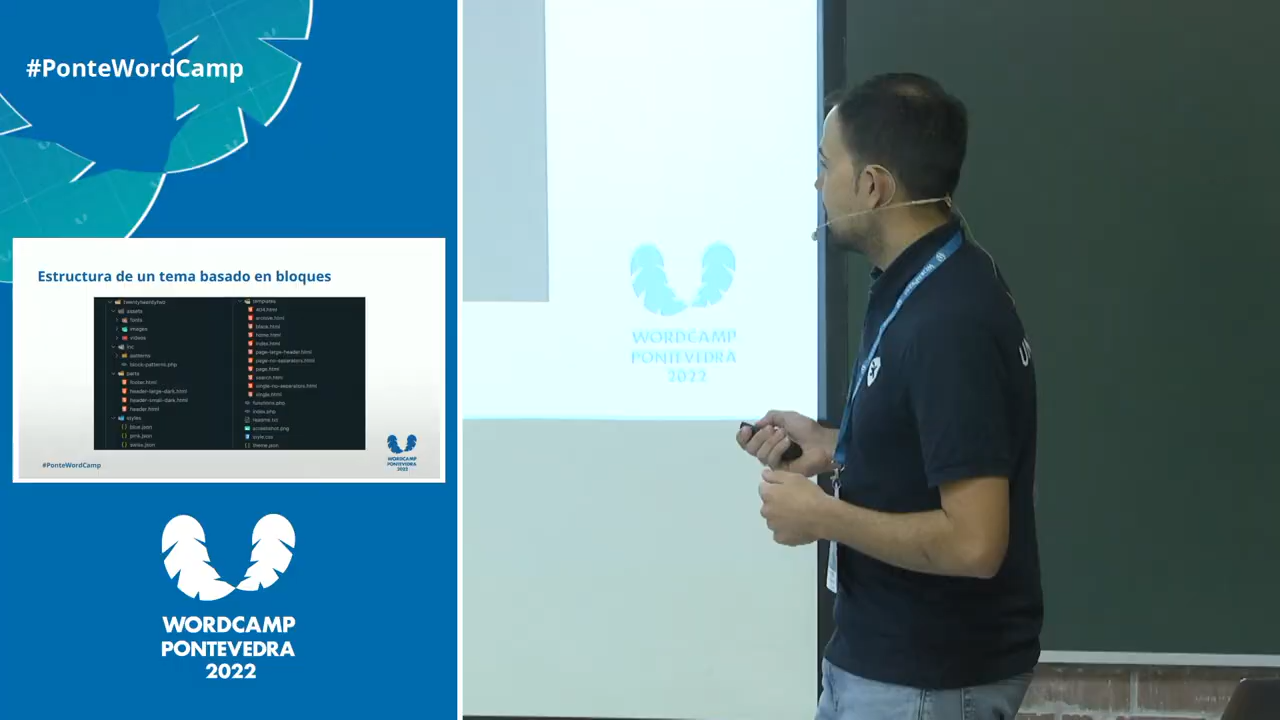 #PonteWordCamp
Estructura de un tema basado en bloques
twentytwentytwo
assets
fonts
images
videos
inc
patterns
block-patterns.php
parts
footer.html
header-large-dark.html
header-small-dark.html
header.html
styles
blue.json
pink.json
swiss.json
templates
404.html
archive.html
blank.html
home.html
index.html
page-large-header.html
page-no-separators.html
page.html
search.html
single-no-separators.html
single.html
functions.php
index.php
readme.txt
screenshot.png
style.css
theme.json
#PonteWordCamp
WORDCAMP
PONTEVEDRA
2022
WORDCAMP
PONTEVEDRA
2022
WORDCAMP
PONTEVEDRA
2022